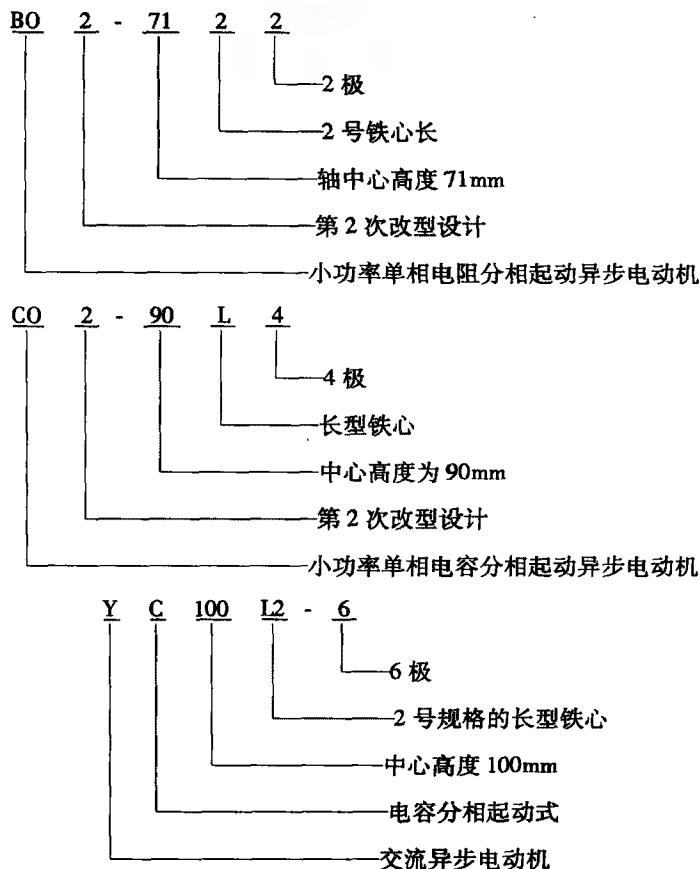 BO 2 - 71 2 2
2 极
2 号铁心长
轴中心高度 71mm
第 2 次改型设计
小功率单相电阻分相起动异步电动机
CO 2 - 90 L 4
4 极
长型铁心
中心高度为 90mm
第 2 次改型设计
小功率单相电容分相起动异步电动机
Y C 100 L2 - 6
6 极
2 号规格的长型铁心
中心高度 100mm
电容分相起动式
交流异步电动机